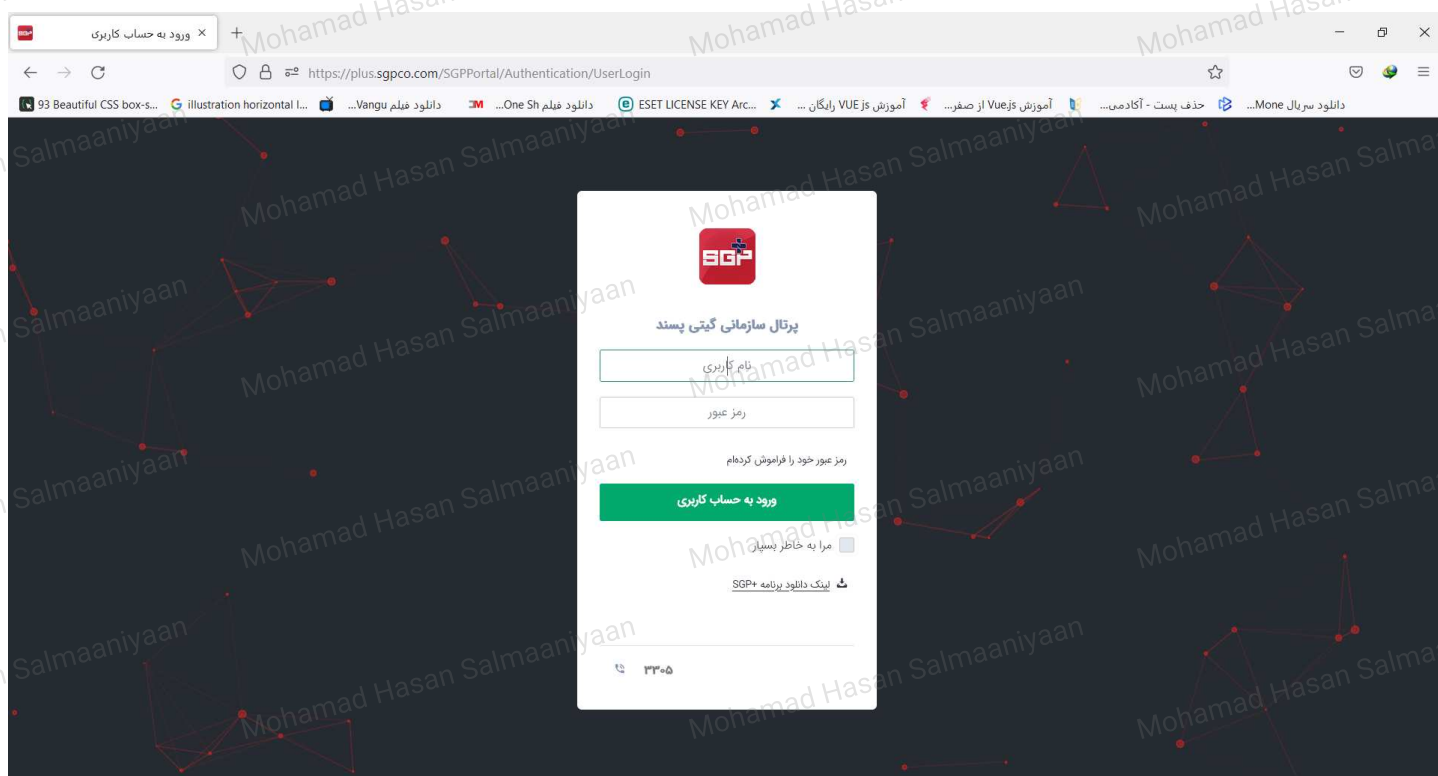 ورود به حساب کاربری
https://plus.sgpco.com/SGPPortal/Authentication/UserLogin
93 Beautiful CSS box-s...
illustration horizontal I...
دانلود فیلم Vangu...
دانلود فیلم One Sh...
ESET LICENSE KEY Arc...
آموزش VUE js رایگان ...
آموزش Vue.js از صفر...
حذف پست - آکادمی...
دانلود سریال Mone...
SGP
پرتال سازمانی گیتی پسند
نام کاربری
رمز عبور
رمز عبور خود را فراموش کرده‌ام
ورود به حساب کاربری
مرا به خاطر بسپار
لینک دانلود برنامه +SGP
۳۳۰۵
Mohamad Hasan Salmaaniyaan